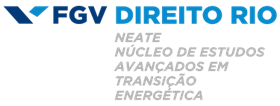 FGV DIREITO RIO
NEATE
NÚCLEO DE ESTUDOS
AVANÇADOS EM
TRANSIÇÃO
ENERGÉTICA